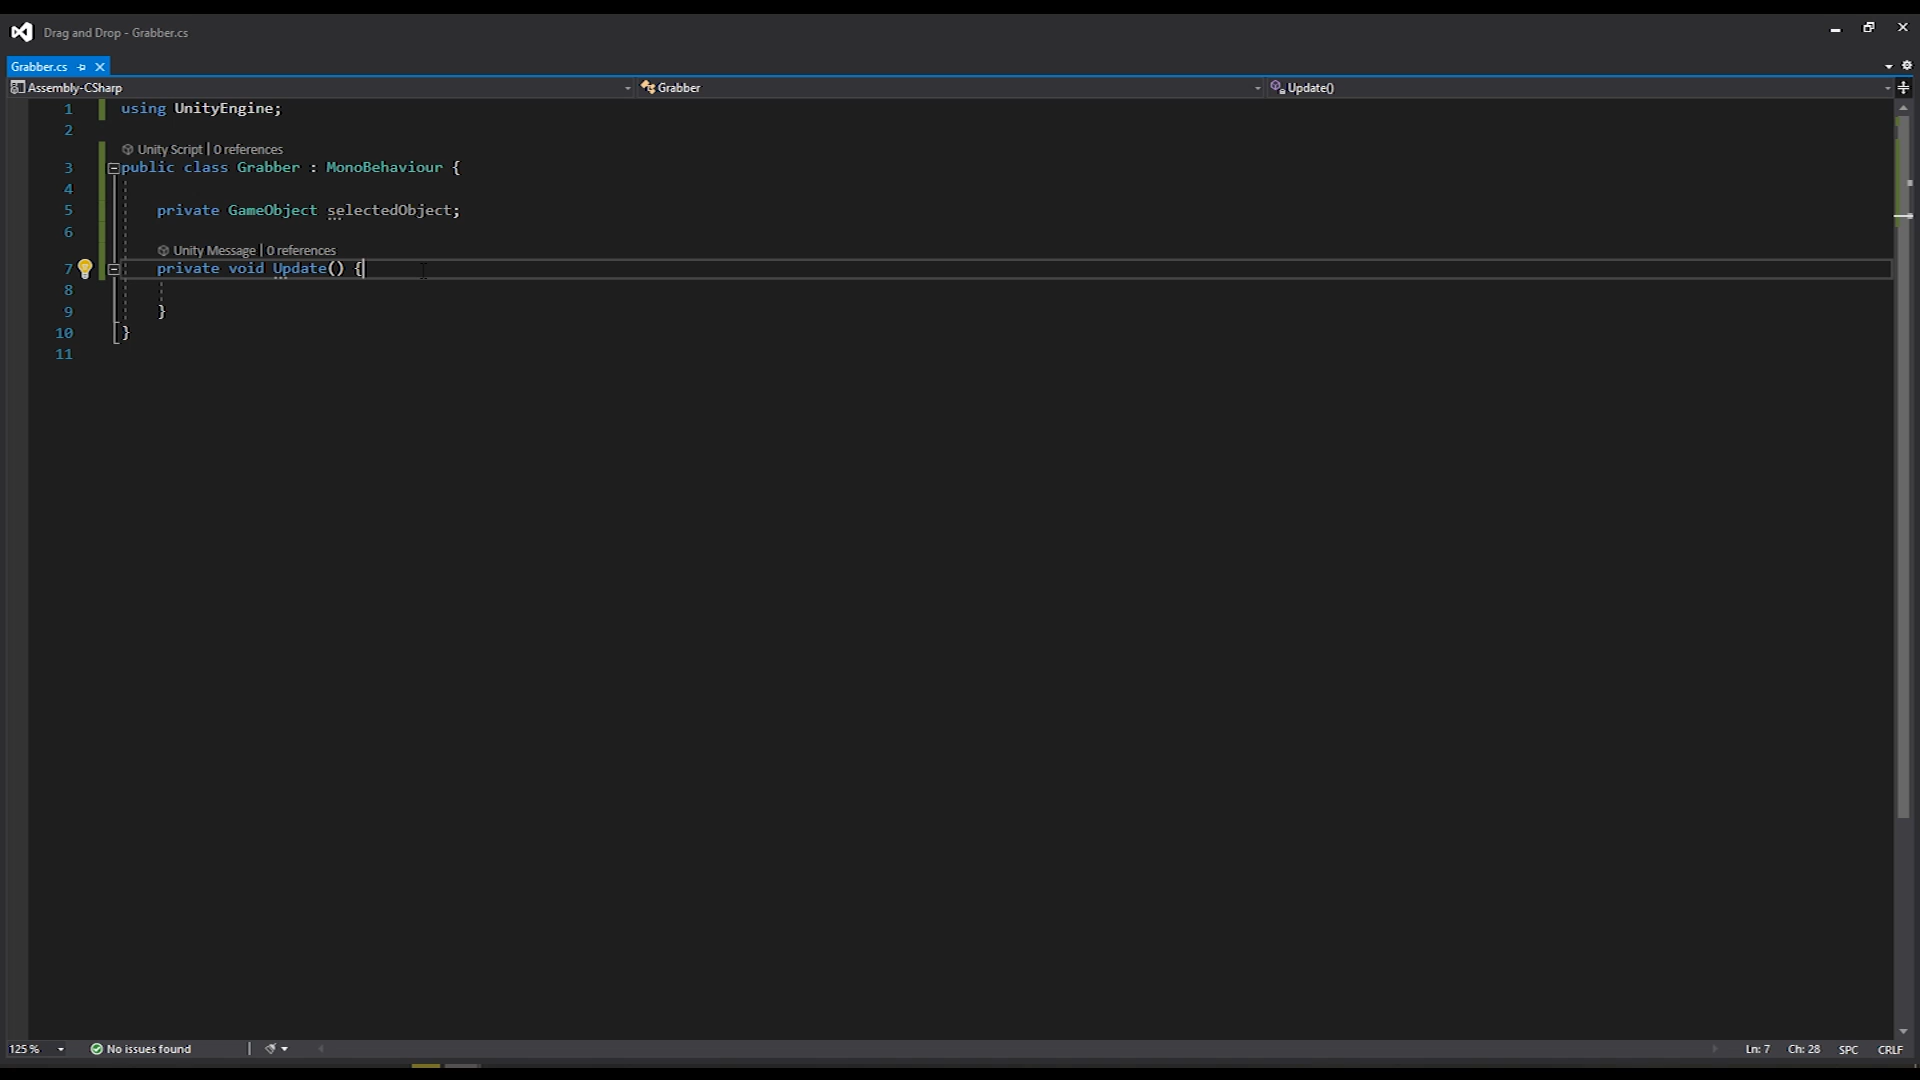 Drag and Drop - Grabber.cs
Grabber.cs
Assembly-CSharp Grabber Update()
1 using UnityEngine;
2
Unity Script | 0 references
3 public class Grabber : MonoBehaviour {
4
5 private GameObject selectedObject;
6
Unity Message | 0 references
7 private void Update() {
8
9 }
10 }
11
125 % No issues found Ln: 7 Ch: 28 SPC CRLF